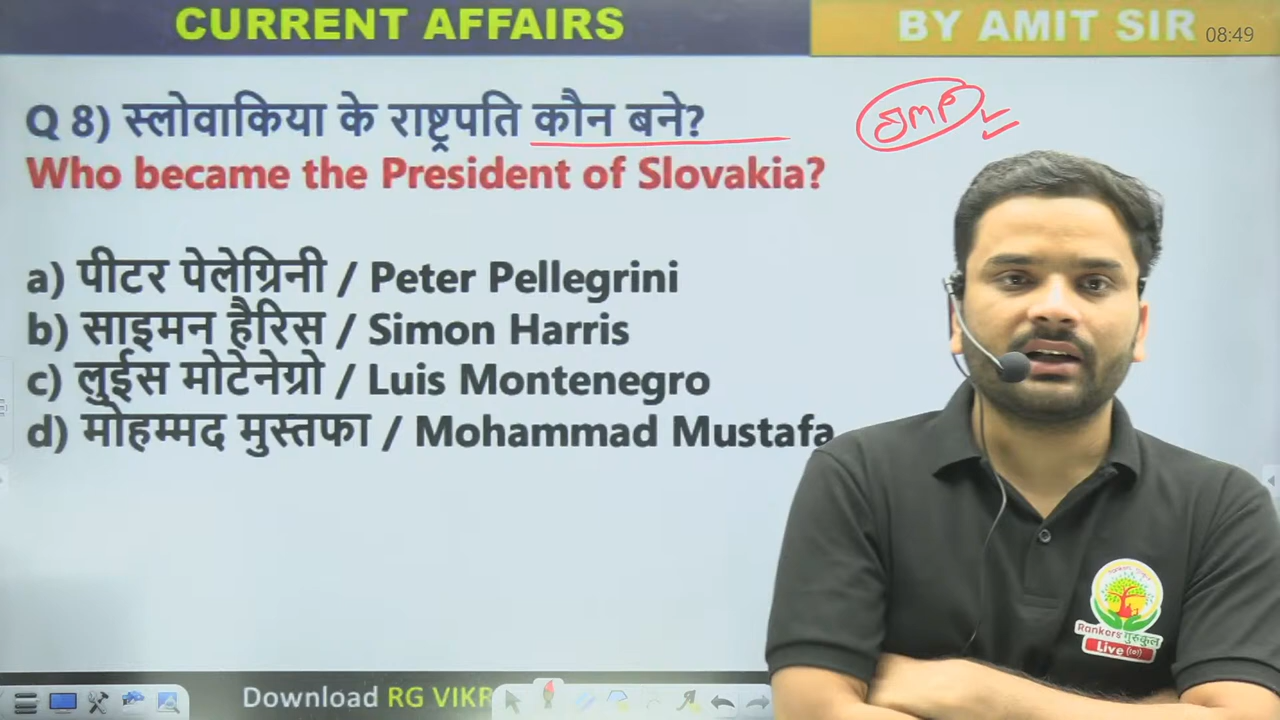 CURRENT AFFAIRS
BY AMIT SIR
08:49
Q 8) स्लोवाकिया के राष्ट्रपति कौन बने?
IMP
Who became the President of Slovakia?
a) पीटर पेलेग्रिनी / Peter Pellegrini
b) साइमन हैरिस / Simon Harris
c) लुईस मोटेनेग्रो / Luis Montenegro
d) मोहम्मद मुस्तफा / Mohammad Mustafa
Rankers गुरुकुल
Live
Download RG VIKR